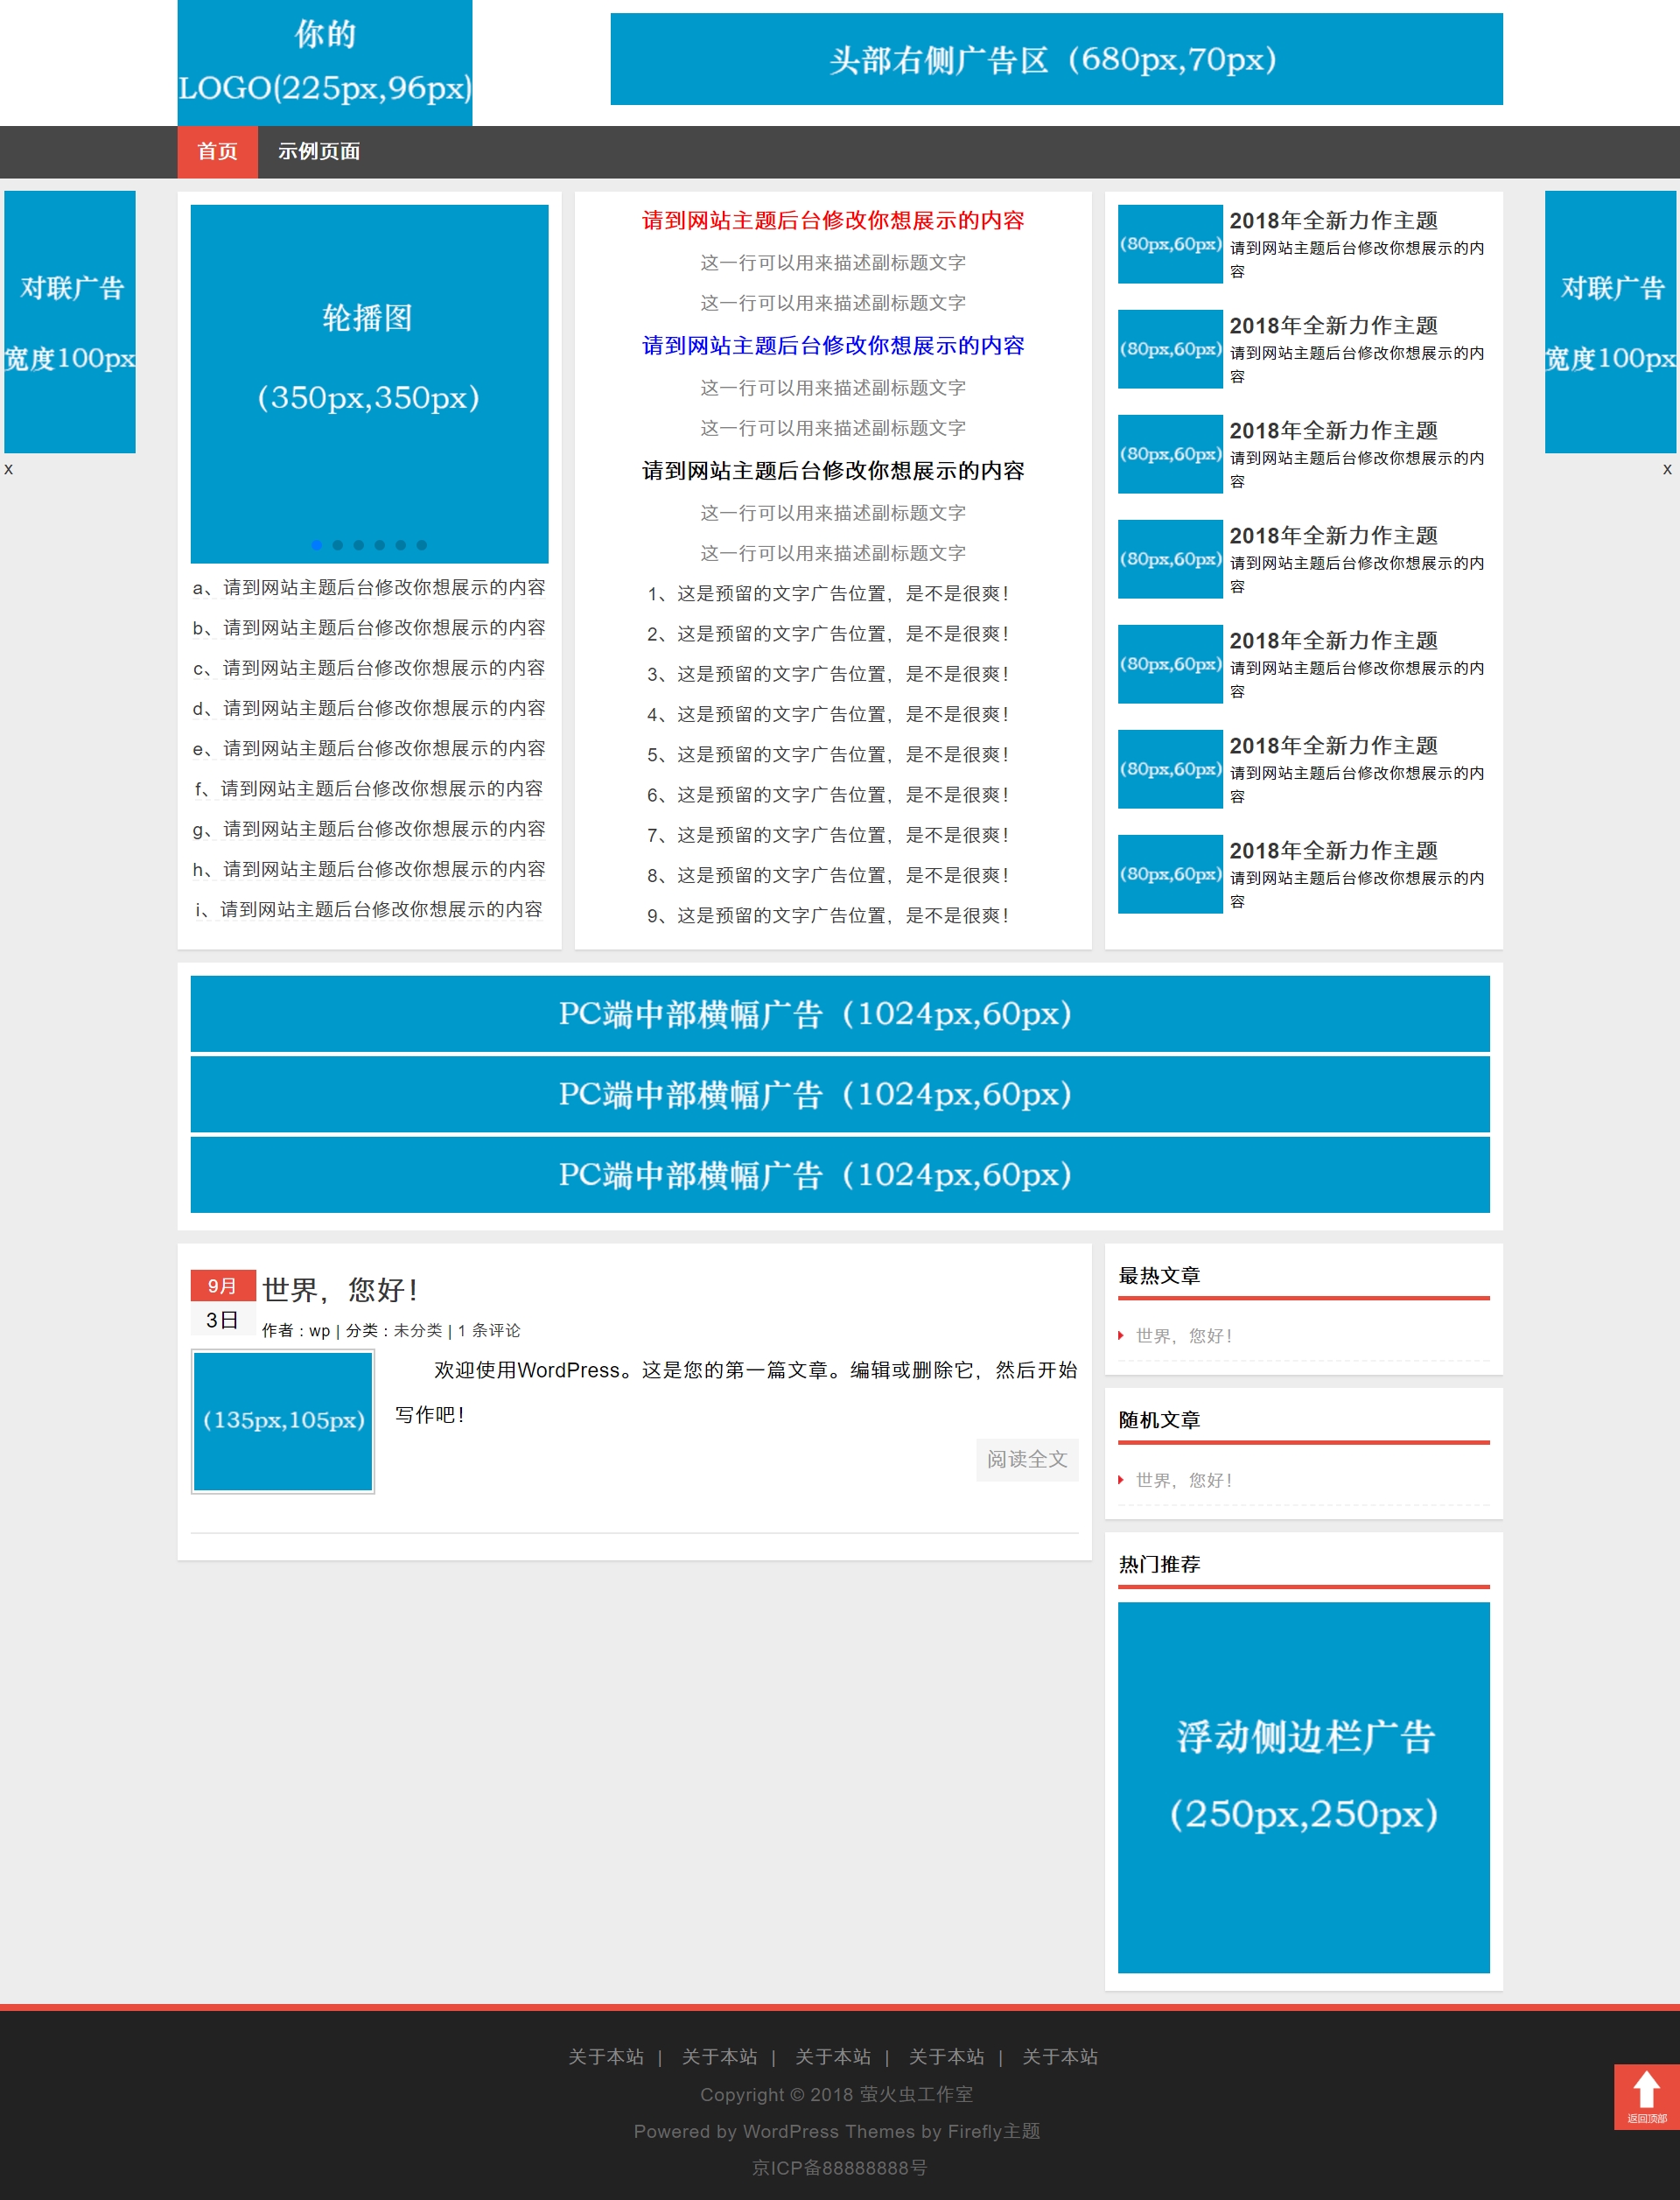 你的
LOGO(225px,96px)
头部右侧广告区（680px,70px）
首页 示例页面
对联广告
宽度100px
x
轮播图
（350px,350px）
a、请到网站主题后台修改你想展示的内容
b、请到网站主题后台修改你想展示的内容
c、请到网站主题后台修改你想展示的内容
d、请到网站主题后台修改你想展示的内容
e、请到网站主题后台修改你想展示的内容
f、请到网站主题后台修改你想展示的内容
g、请到网站主题后台修改你想展示的内容
h、请到网站主题后台修改你想展示的内容
i、请到网站主题后台修改你想展示的内容
请到网站主题后台修改你想展示的内容
这一行可以用来描述副标题文字
这一行可以用来描述副标题文字
请到网站主题后台修改你想展示的内容
这一行可以用来描述副标题文字
这一行可以用来描述副标题文字
请到网站主题后台修改你想展示的内容
这一行可以用来描述副标题文字
这一行可以用来描述副标题文字
1、这是预留的文字广告位置，是不是很爽！
2、这是预留的文字广告位置，是不是很爽！
3、这是预留的文字广告位置，是不是很爽！
4、这是预留的文字广告位置，是不是很爽！
5、这是预留的文字广告位置，是不是很爽！
6、这是预留的文字广告位置，是不是很爽！
7、这是预留的文字广告位置，是不是很爽！
8、这是预留的文字广告位置，是不是很爽！
9、这是预留的文字广告位置，是不是很爽！
(80px,60px)
2018年全新力作主题
请到网站主题后台修改你想展示的内
容
(80px,60px)
2018年全新力作主题
请到网站主题后台修改你想展示的内
容
(80px,60px)
2018年全新力作主题
请到网站主题后台修改你想展示的内
容
(80px,60px)
2018年全新力作主题
请到网站主题后台修改你想展示的内
容
(80px,60px)
2018年全新力作主题
请到网站主题后台修改你想展示的内
容
(80px,60px)
2018年全新力作主题
请到网站主题后台修改你想展示的内
容
(80px,60px)
2018年全新力作主题
请到网站主题后台修改你想展示的内
容
对联广告
宽度100px
x
PC端中部横幅广告（1024px,60px）
PC端中部横幅广告（1024px,60px）
PC端中部横幅广告（1024px,60px）
9月
3日
世界，您好！
作者：wp | 分类：未分类 | 1 条评论
(135px,105px)
欢迎使用WordPress。这是您的第一篇文章。编辑或删除它，然后开始
写作吧！
阅读全文
最热文章
世界，您好！
随机文章
世界，您好！
热门推荐
浮动侧边栏广告
(250px,250px)
关于本站 | 关于本站 | 关于本站 | 关于本站 | 关于本站
Copyright © 2018 萤火虫工作室
Powered by WordPress Themes by Firefly主题
京ICP备88888888号
返回顶部